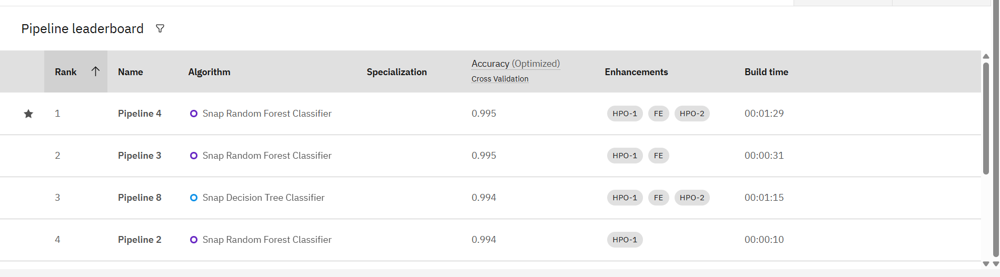 Pipeline leaderboard
Rank Name Algorithm Specialization Accuracy (Optimized) Cross Validation Enhancements Build time
1 Pipeline 4 Snap Random Forest Classifier 0.995 HPO-1 FE HPO-2 00:01:29
2 Pipeline 3 Snap Random Forest Classifier 0.995 HPO-1 FE 00:00:31
3 Pipeline 8 Snap Decision Tree Classifier 0.994 HPO-1 FE HPO-2 00:01:15
4 Pipeline 2 Snap Random Forest Classifier 0.994 HPO-1 00:00:10